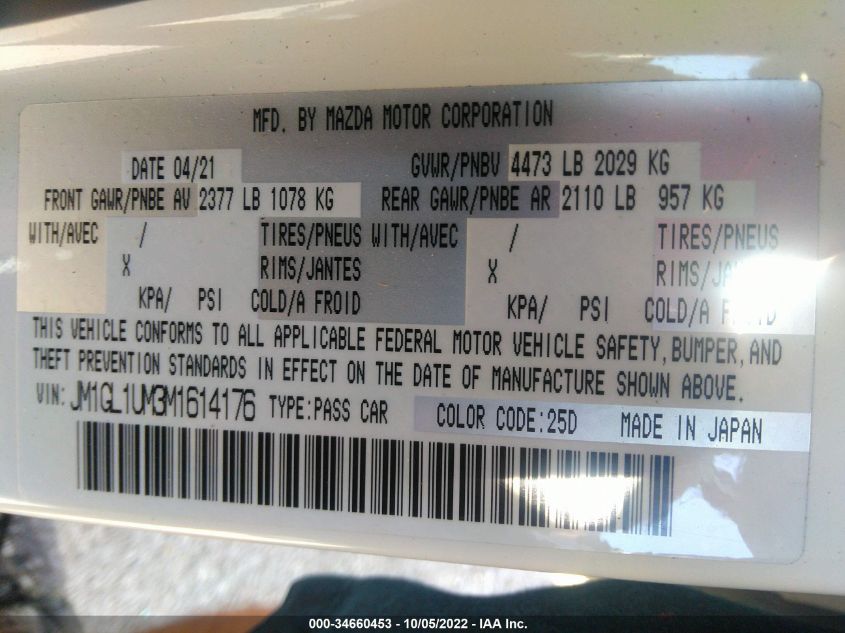 MFD. BY MAZDA MOTOR CORPORATION
DATE 04/21 GVWR/PNBV 4473 LB 2029 KG
FRONT GAWR/PNBE AV 2377 LB 1078 KG REAR GAWR/PNBE AR 2110 LB 957 KG
WITH/AVEC / TIRES/PNEUS WITH/AVEC / TIRES/PNEUS
X RIMS/JANTES X RIMS/JANTES
KPA/ PSI COLD/A FROID KPA/ PSI COLD/A FROID
THIS VEHICLE CONFORMS TO ALL APPLICABLE FEDERAL MOTOR VEHICLE SAFETY, BUMPER, AND
THEFT PREVENTION STANDARDS IN EFFECT ON THE DATE OF MANUFACTURE SHOWN ABOVE.
VIN: JM1GL1UM3M1614176 TYPE:PASS CAR COLOR CODE:25D MADE IN JAPAN
000-34660453 - 10/05/2022 - IAA Inc.